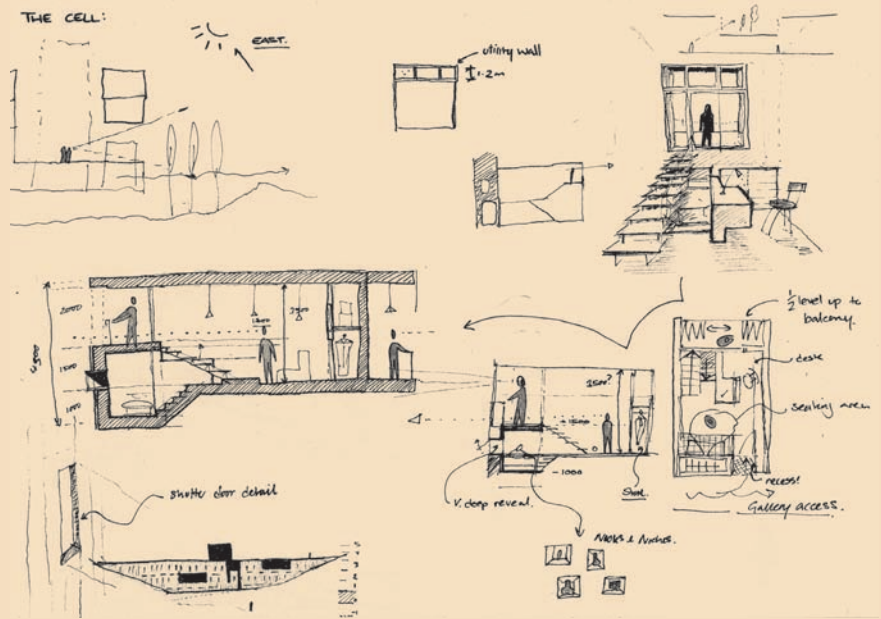 THE CELL:
EAST.
utility wall
1.2m
1/2 level up to
balcony.
desk
seating area
recess!
Gallery access.
2000
1500
1000
3500
1500?
-1000
V. deep reveal.
Nooks & Niches.
shutter door detail